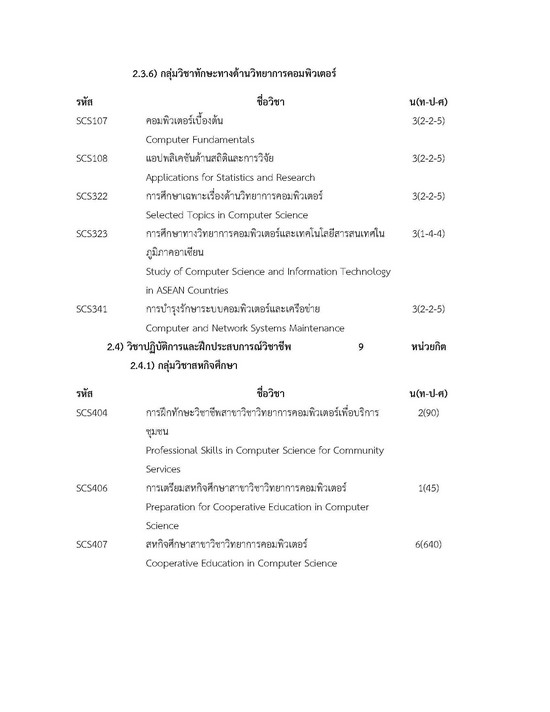 2.3.6) กลุ่มวิชาทักษะทางด้านวิทยาการคอมพิวเตอร์
รหัส ชื่อวิชา น(ท-ป-ศ)
SCS107 คอมพิวเตอร์เบื้องต้น 3(2-2-5)
Computer Fundamentals
SCS108 แอปพลิเคชันด้านสถิติและการวิจัย 3(2-2-5)
Applications for Statistics and Research
SCS322 การศึกษาเฉพาะเรื่องด้านวิทยาการคอมพิวเตอร์ 3(2-2-5)
Selected Topics in Computer Science
SCS323 การศึกษาทางวิทยาการคอมพิวเตอร์และเทคโนโลยีสารสนเทศใน 3(1-4-4)
ภูมิภาคอาเซียน
Study of Computer Science and Information Technology
in ASEAN Countries
SCS341 การบำรุงรักษาระบบคอมพิวเตอร์และเครือข่าย 3(2-2-5)
Computer and Network Systems Maintenance
2.4) วิชาปฏิบัติการและฝึกประสบการณ์วิชาชีพ 9 หน่วยกิต
2.4.1) กลุ่มวิชาสหกิจศึกษา
รหัส ชื่อวิชา น(ท-ป-ศ)
SCS404 การฝึกทักษะวิชาชีพสาขาวิชาวิทยาการคอมพิวเตอร์เพื่อบริการ 2(90)
ชุมชน
Professional Skills in Computer Science for Community
Services
SCS406 การเตรียมสหกิจศึกษาสาขาวิชาวิทยาการคอมพิวเตอร์ 1(45)
Preparation for Cooperative Education in Computer
Science
SCS407 สหกิจศึกษาสาขาวิชาวิทยาการคอมพิวเตอร์ 6(640)
Cooperative Education in Computer Science